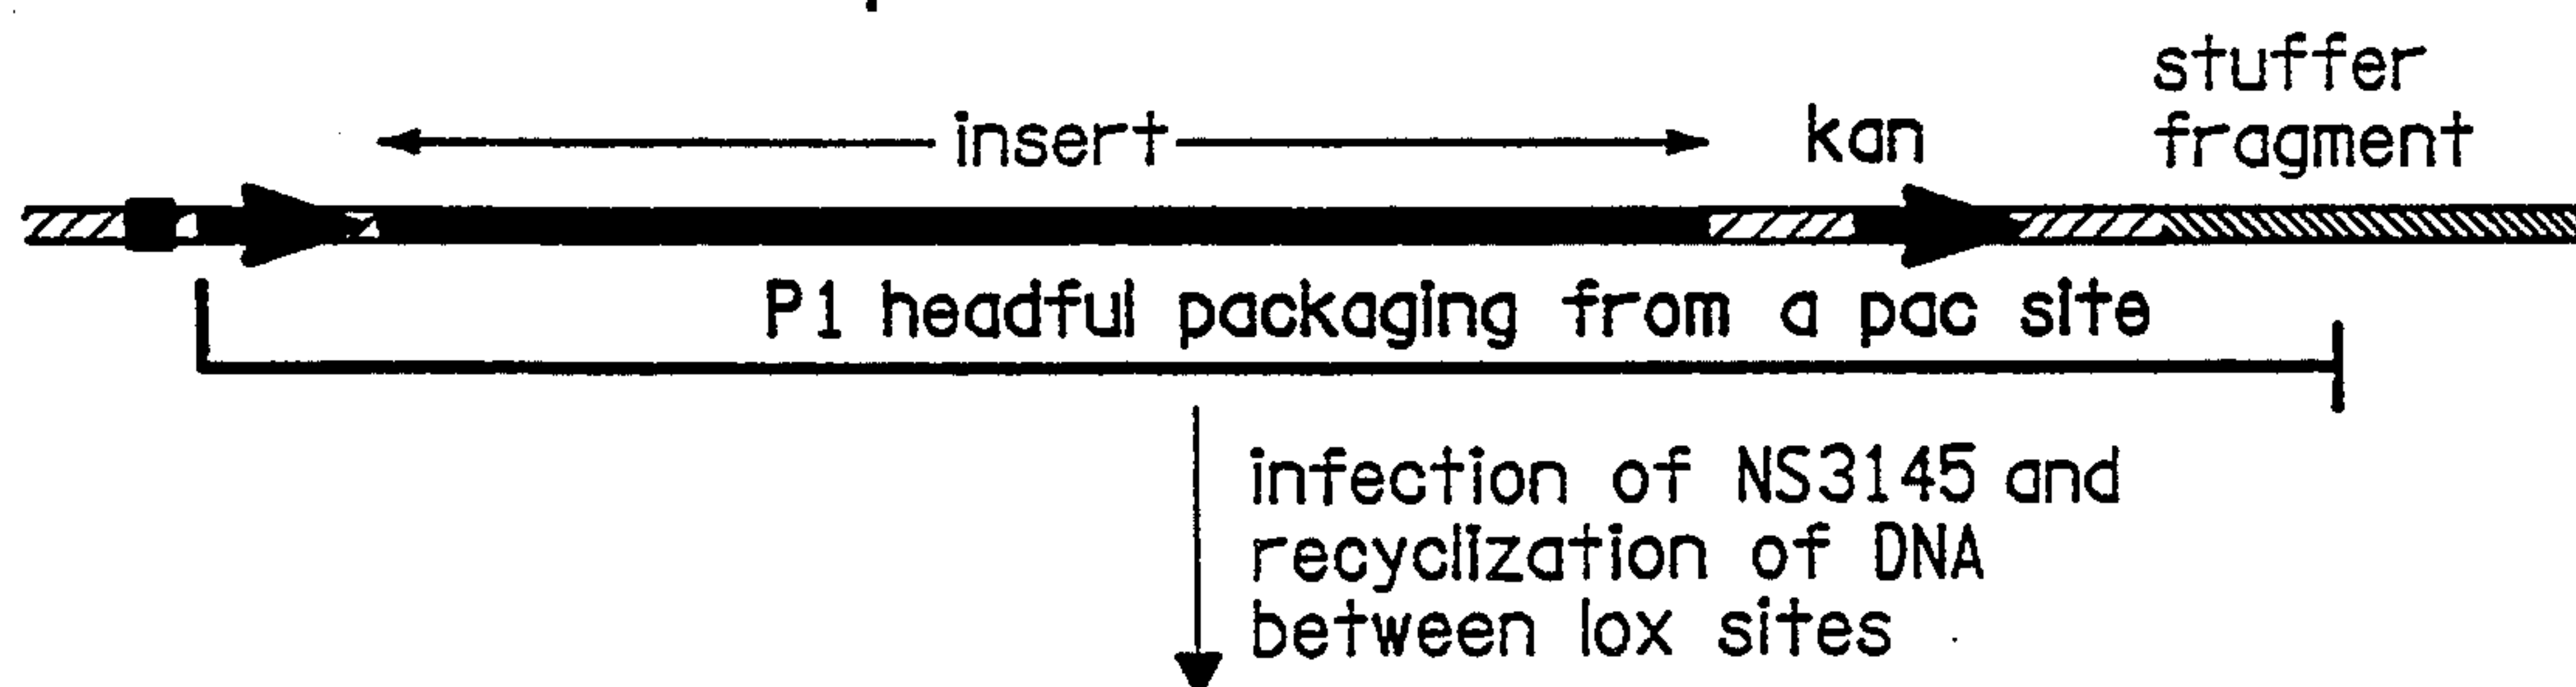 stuffer
insert kan fragment
P1 headful packaging from a pac site
infection of NS3145 and
recyclization of DNA
between lox sites